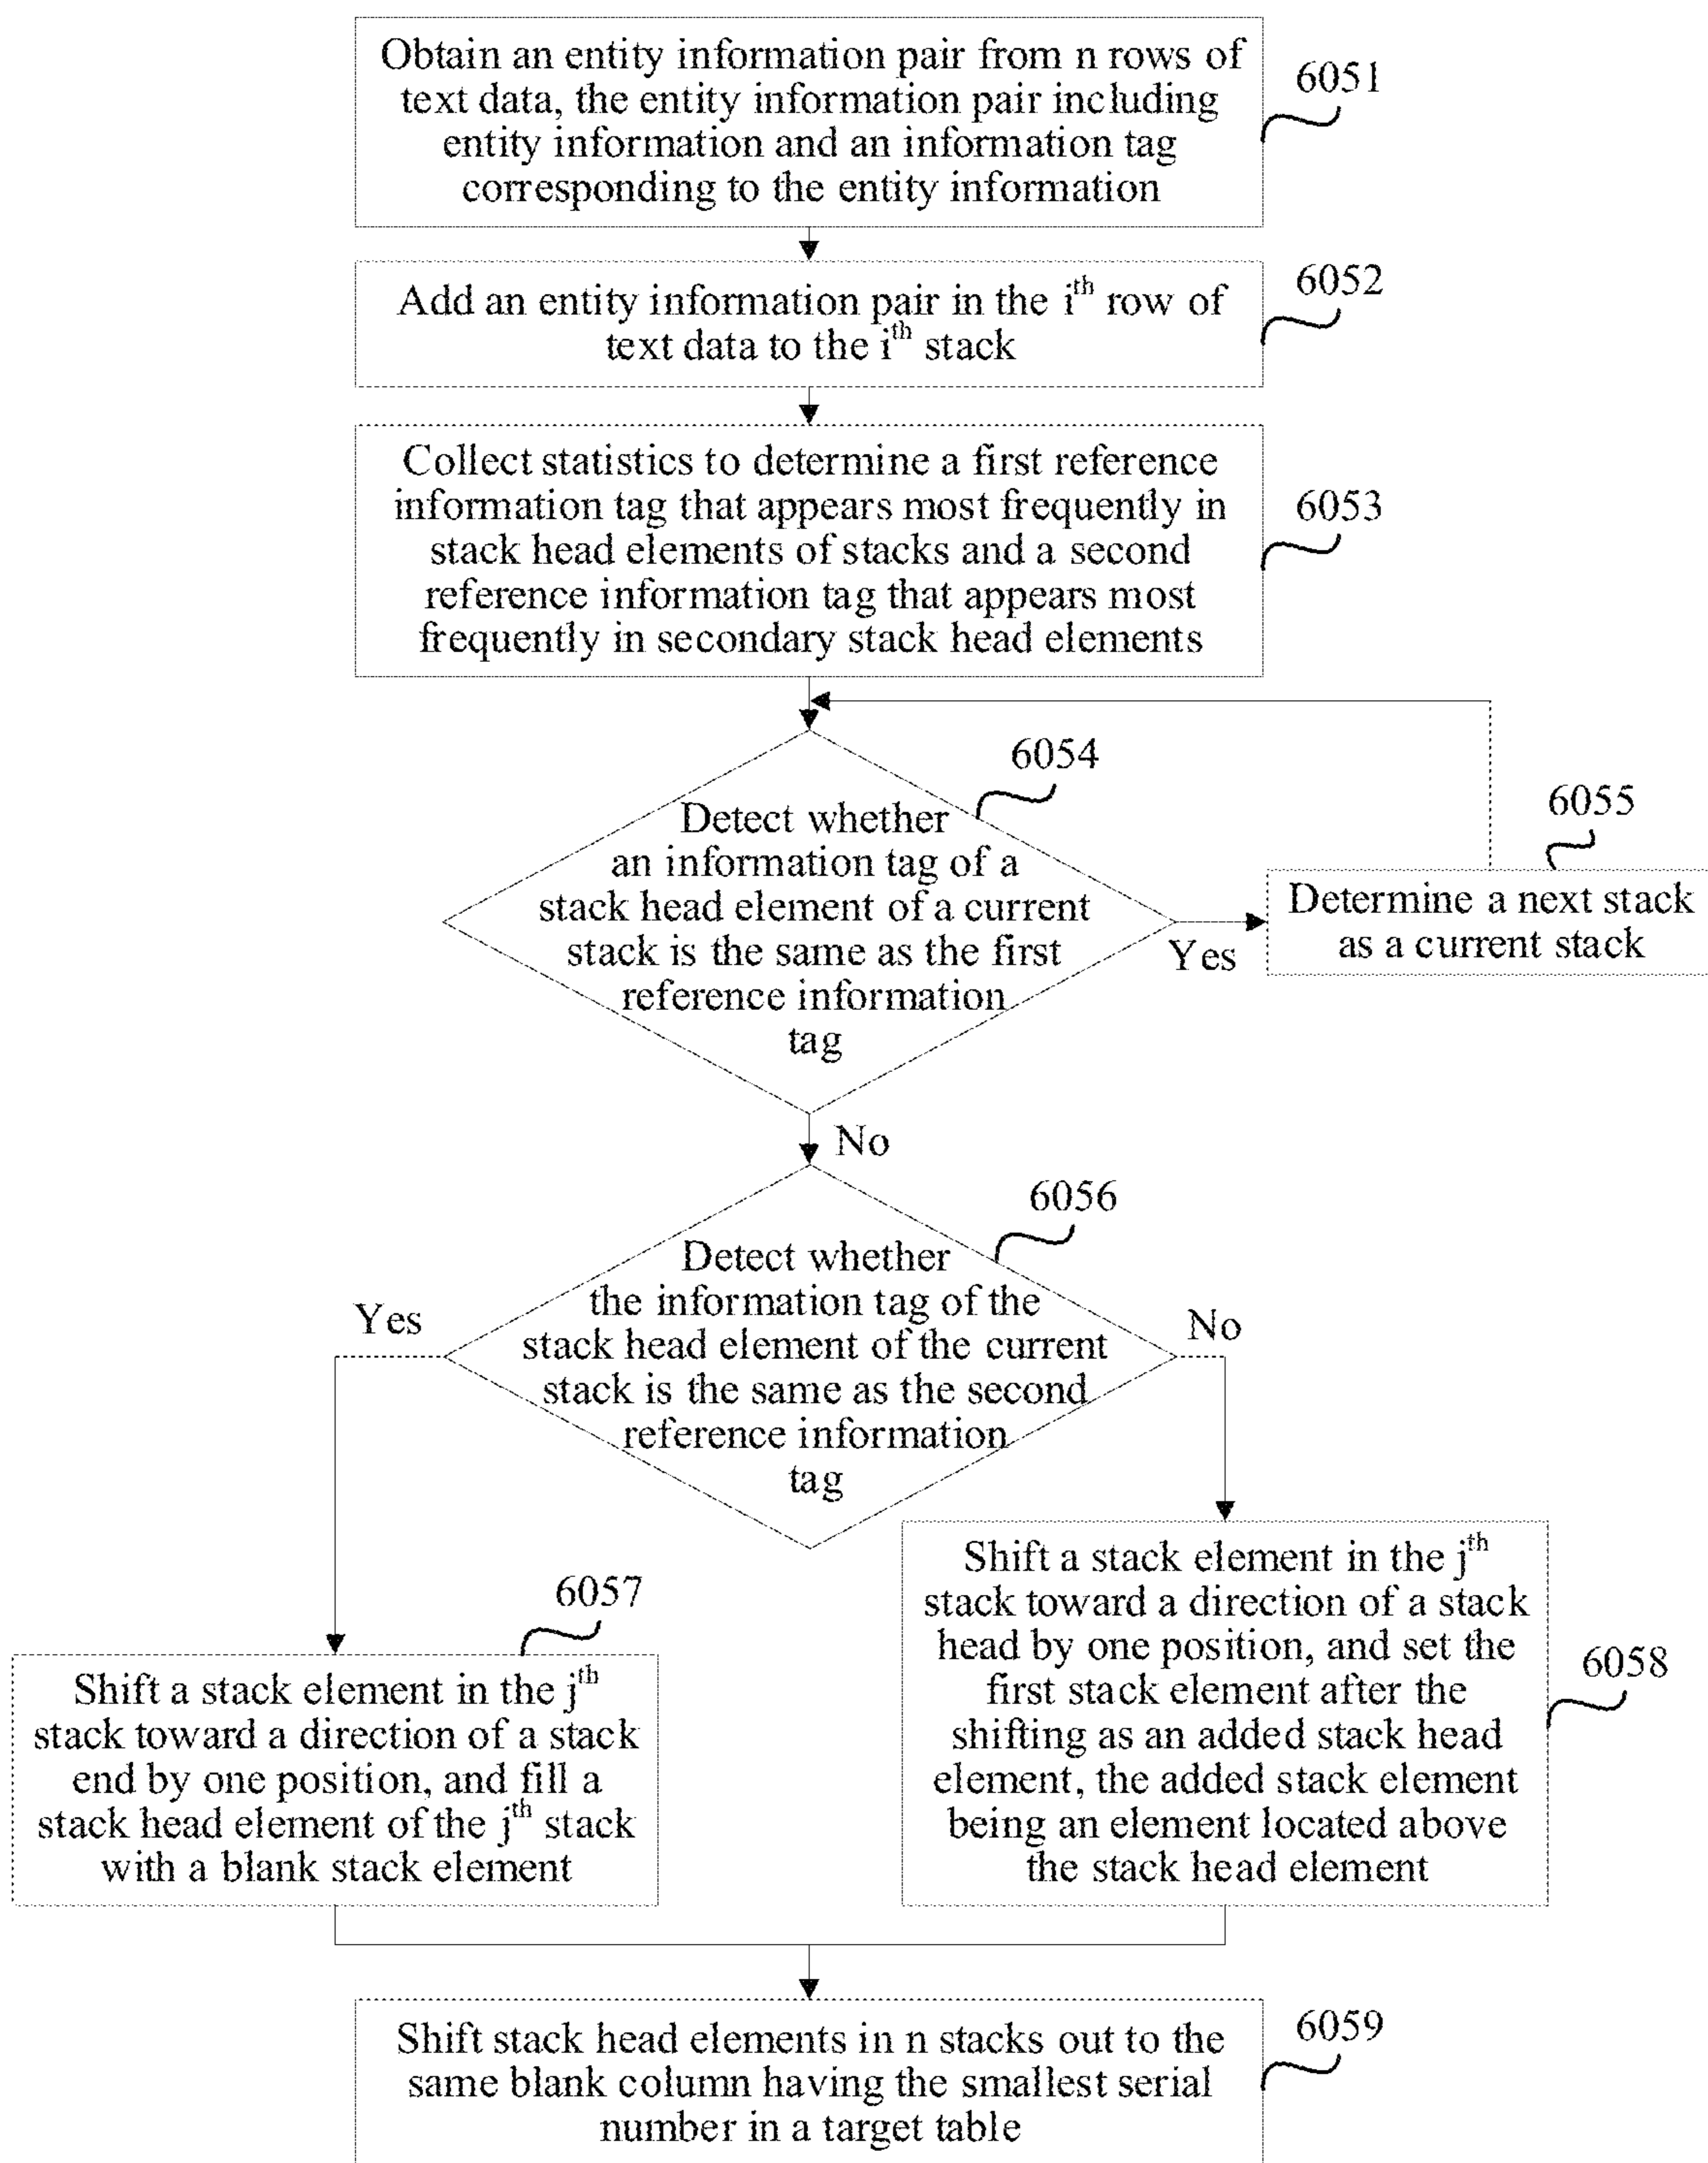 Obtain an entity information pair from n rows of
text data, the entity information pair including
entity information and an information tag
corresponding to the entity information
6051
Add an entity information pair in the i^th row of
text data to the i^th stack
6052
Collect statistics to determine a first reference
information tag that appears most frequently in
stack head elements of stacks and a second
reference information tag that appears most
frequently in secondary stack head elements
6053
6054
Detect whether
an information tag of a
stack head element of a current
stack is the same as the first
reference information
tag
Yes
6055
Determine a next stack
as a current stack
No
6056
Detect whether
the information tag of the
stack head element of the current
stack is the same as the second
reference information
tag
Yes
No
6057
Shift a stack element in the j^th
stack toward a direction of a stack
end by one position, and fill a
stack head element of the j^th stack
with a blank stack element
Shift a stack element in the j^th
stack toward a direction of a stack
head by one position, and set the
first stack element after the
shifting as an added stack head
element, the added stack element
being an element located above
the stack head element
6058
Shift stack head elements in n stacks out to the
same blank column having the smallest serial
number in a target table
6059